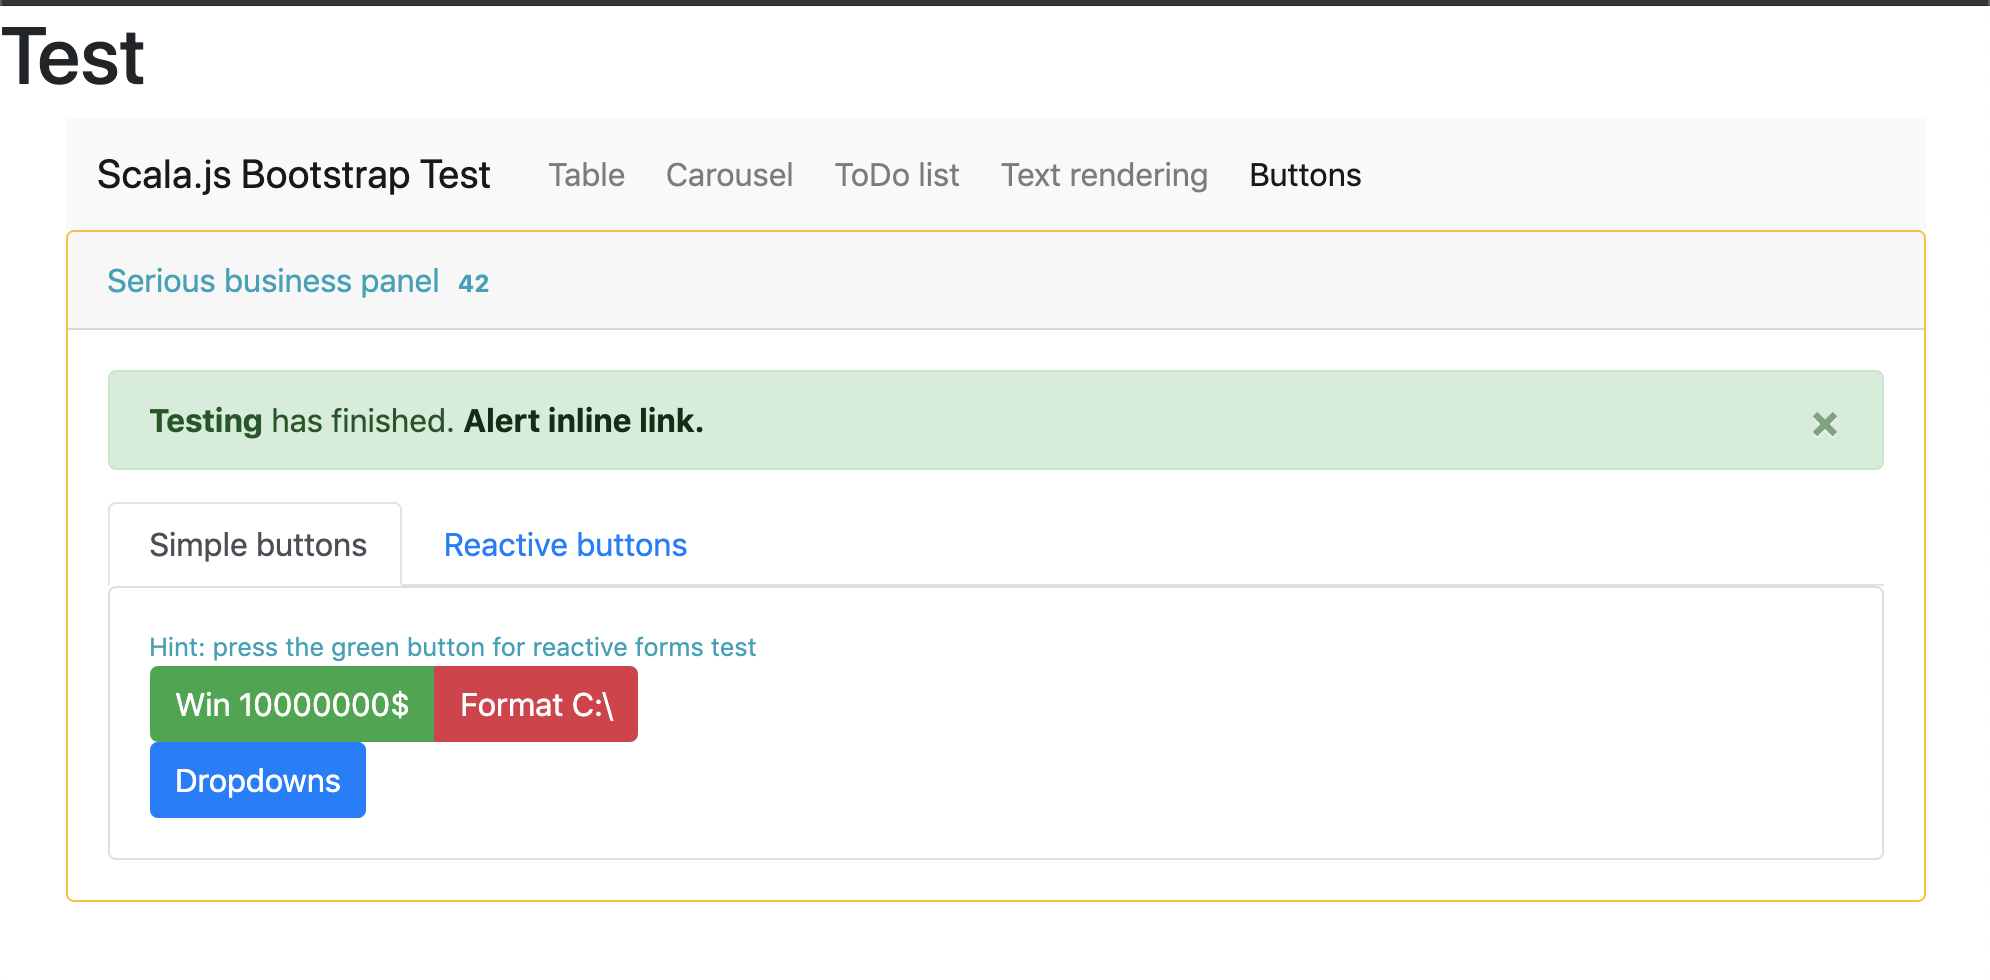 Test
Scala.js Bootstrap Test Table Carousel ToDo list Text rendering Buttons
Serious business panel 42
Testing has finished. Alert inline link. ×
Simple buttons Reactive buttons
Hint: press the green button for reactive forms test
Win 10000000$ Format C:\
Dropdowns